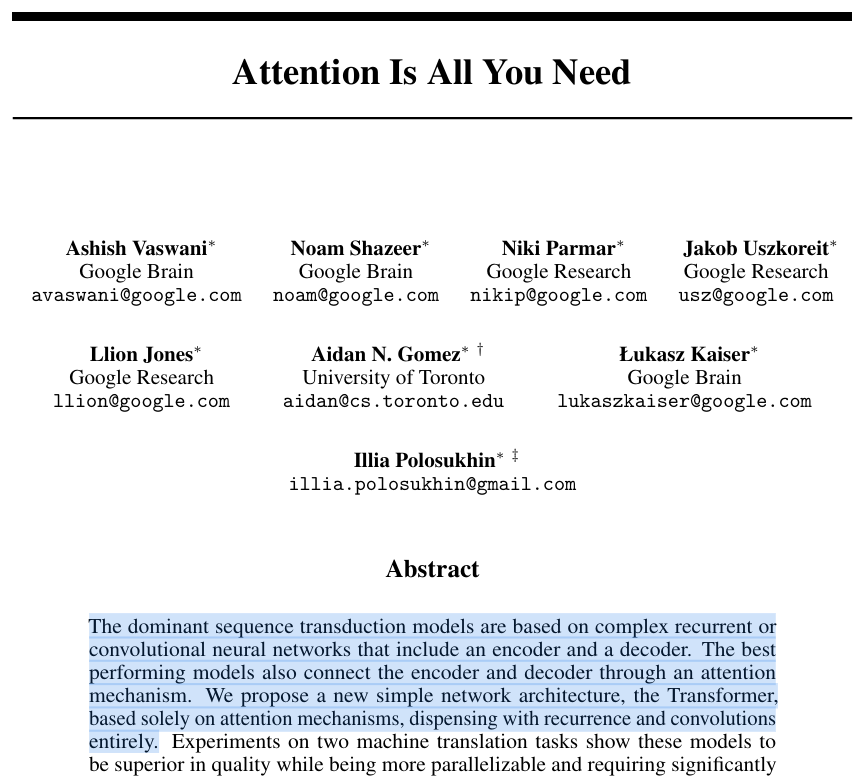 Attention Is All You Need
Ashish Vaswani* Noam Shazeer* Niki Parmar* Jakob Uszkoreit*
Google Brain Google Brain Google Research Google Research
avaswani@google.com noam@google.com nikip@google.com usz@google.com
Llion Jones* Aidan N. Gomez* † Łukasz Kaiser*
Google Research University of Toronto Google Brain
llion@google.com aidan@cs.toronto.edu lukaszkaiser@google.com
Illia Polosukhin* ‡
illia.polosukhin@gmail.com
Abstract
The dominant sequence transduction models are based on complex recurrent or
convolutional neural networks that include an encoder and a decoder. The best
performing models also connect the encoder and decoder through an attention
mechanism. We propose a new simple network architecture, the Transformer,
based solely on attention mechanisms, dispensing with recurrence and convolutions
entirely. Experiments on two machine translation tasks show these models to
be superior in quality while being more parallelizable and requiring significantly